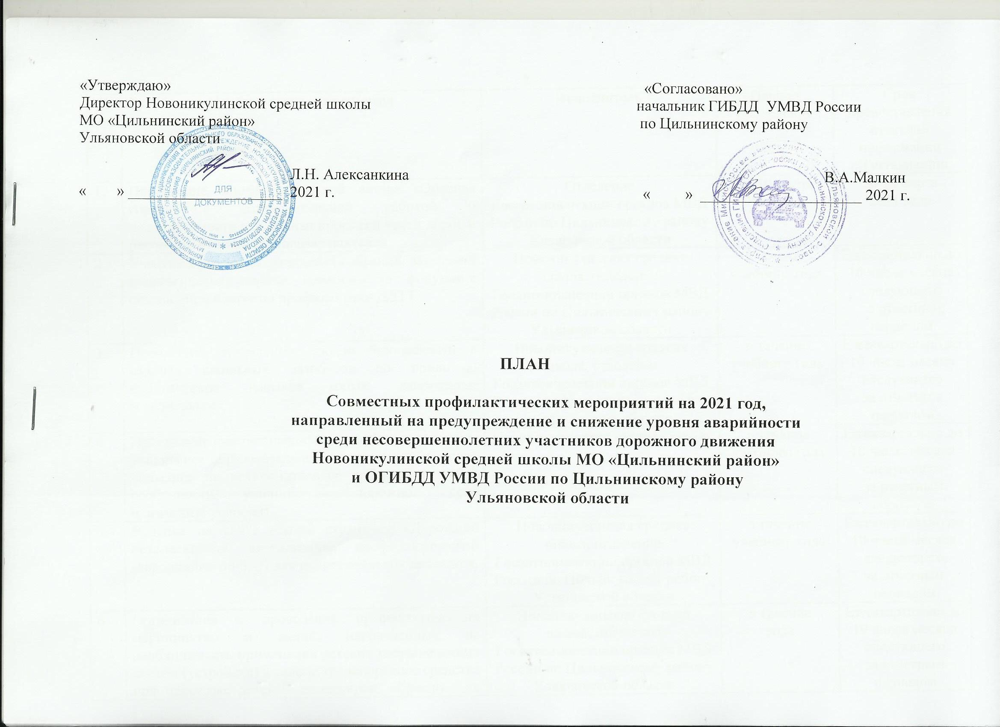 «Утверждаю»
Директор Новоникулинской средней школы
МО «Цильнинский район»
Ульяновской области
Л.Н. Алексанкина
« » ______________________ 2021 г.
ДЛЯ
ДОКУМЕНТОВ
«Согласовано»
начальник ГИБДД УМВД России
по Цильнинскому району
В.А.Малкин
« » ______________________ 2021 г.
ПЛАН
Совместных профилактических мероприятий на 2021 год,
направленный на предупреждение и снижение уровня аварийности
среди несовершеннолетних участников дорожного движения
Новоникулинской средней школы МО «Цильнинский район»
и ОГИБДД УМВД России по Цильнинскому району
Ульяновской области